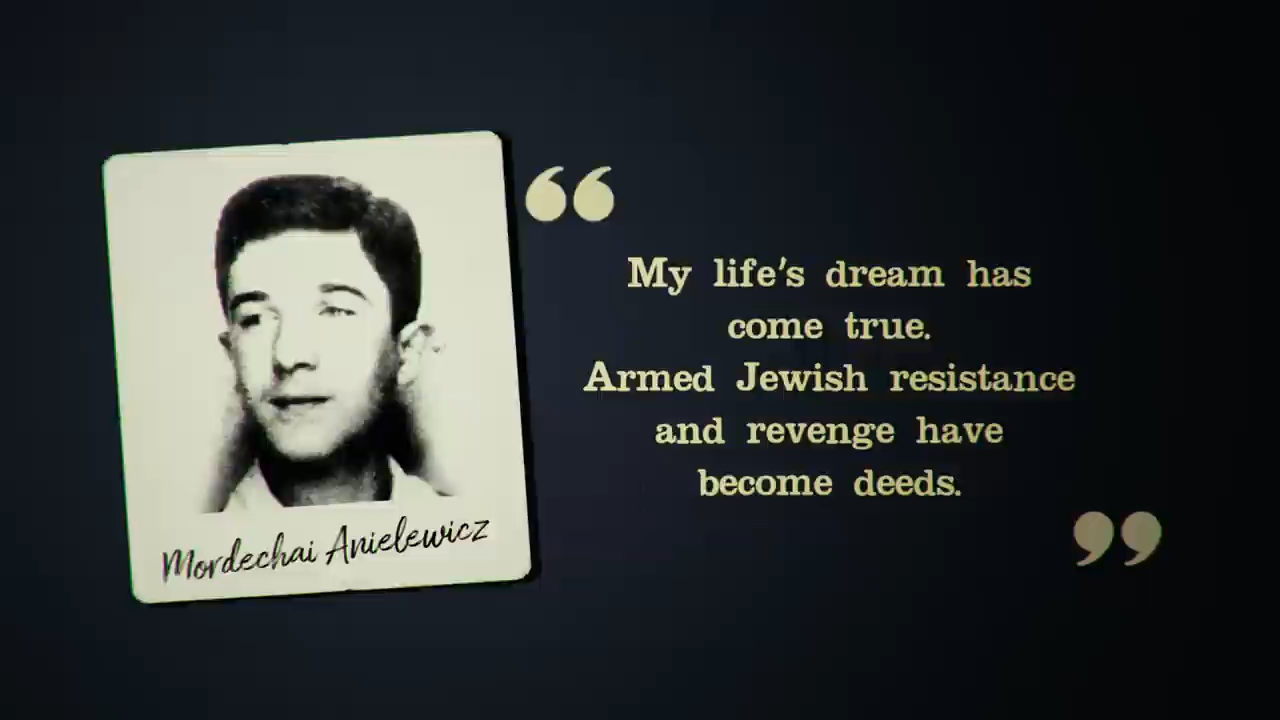 Mordechai Anielewicz
“
My life's dream has
come true.
Armed Jewish resistance
and revenge have
become deeds.
”